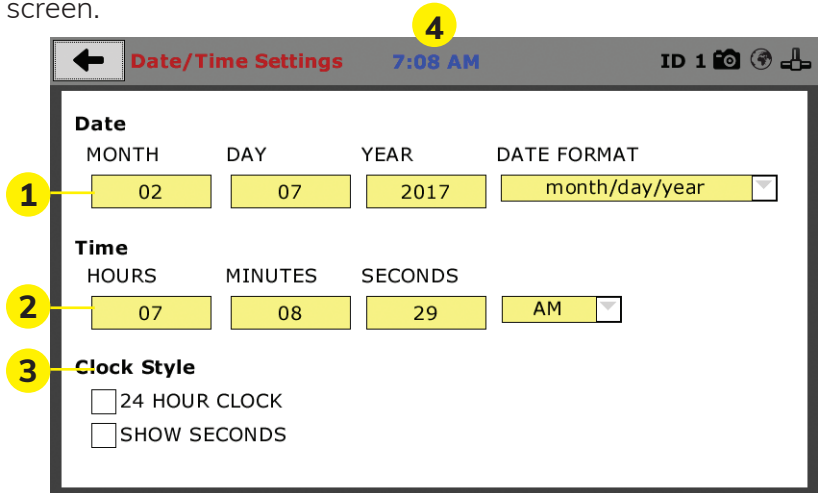 screen.
4
Date/Time Settings 7:08 AM ID 1
Date
MONTH DAY YEAR DATE FORMAT
1 02 07 2017 month/day/year
Time
HOURS MINUTES SECONDS
2 07 08 29 AM
3 Clock Style
24 HOUR CLOCK
SHOW SECONDS